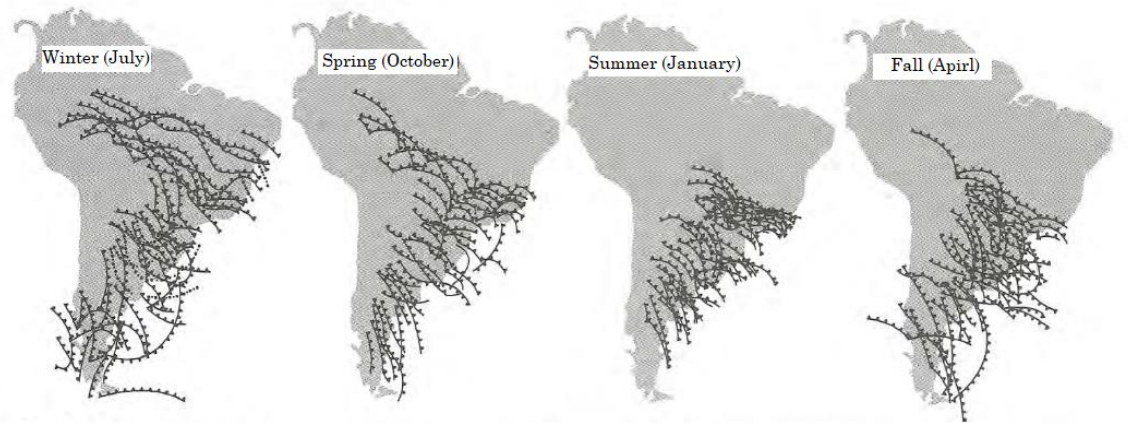 Winter (July)
Spring (October)
Summer (January)
Fall (Apirl)